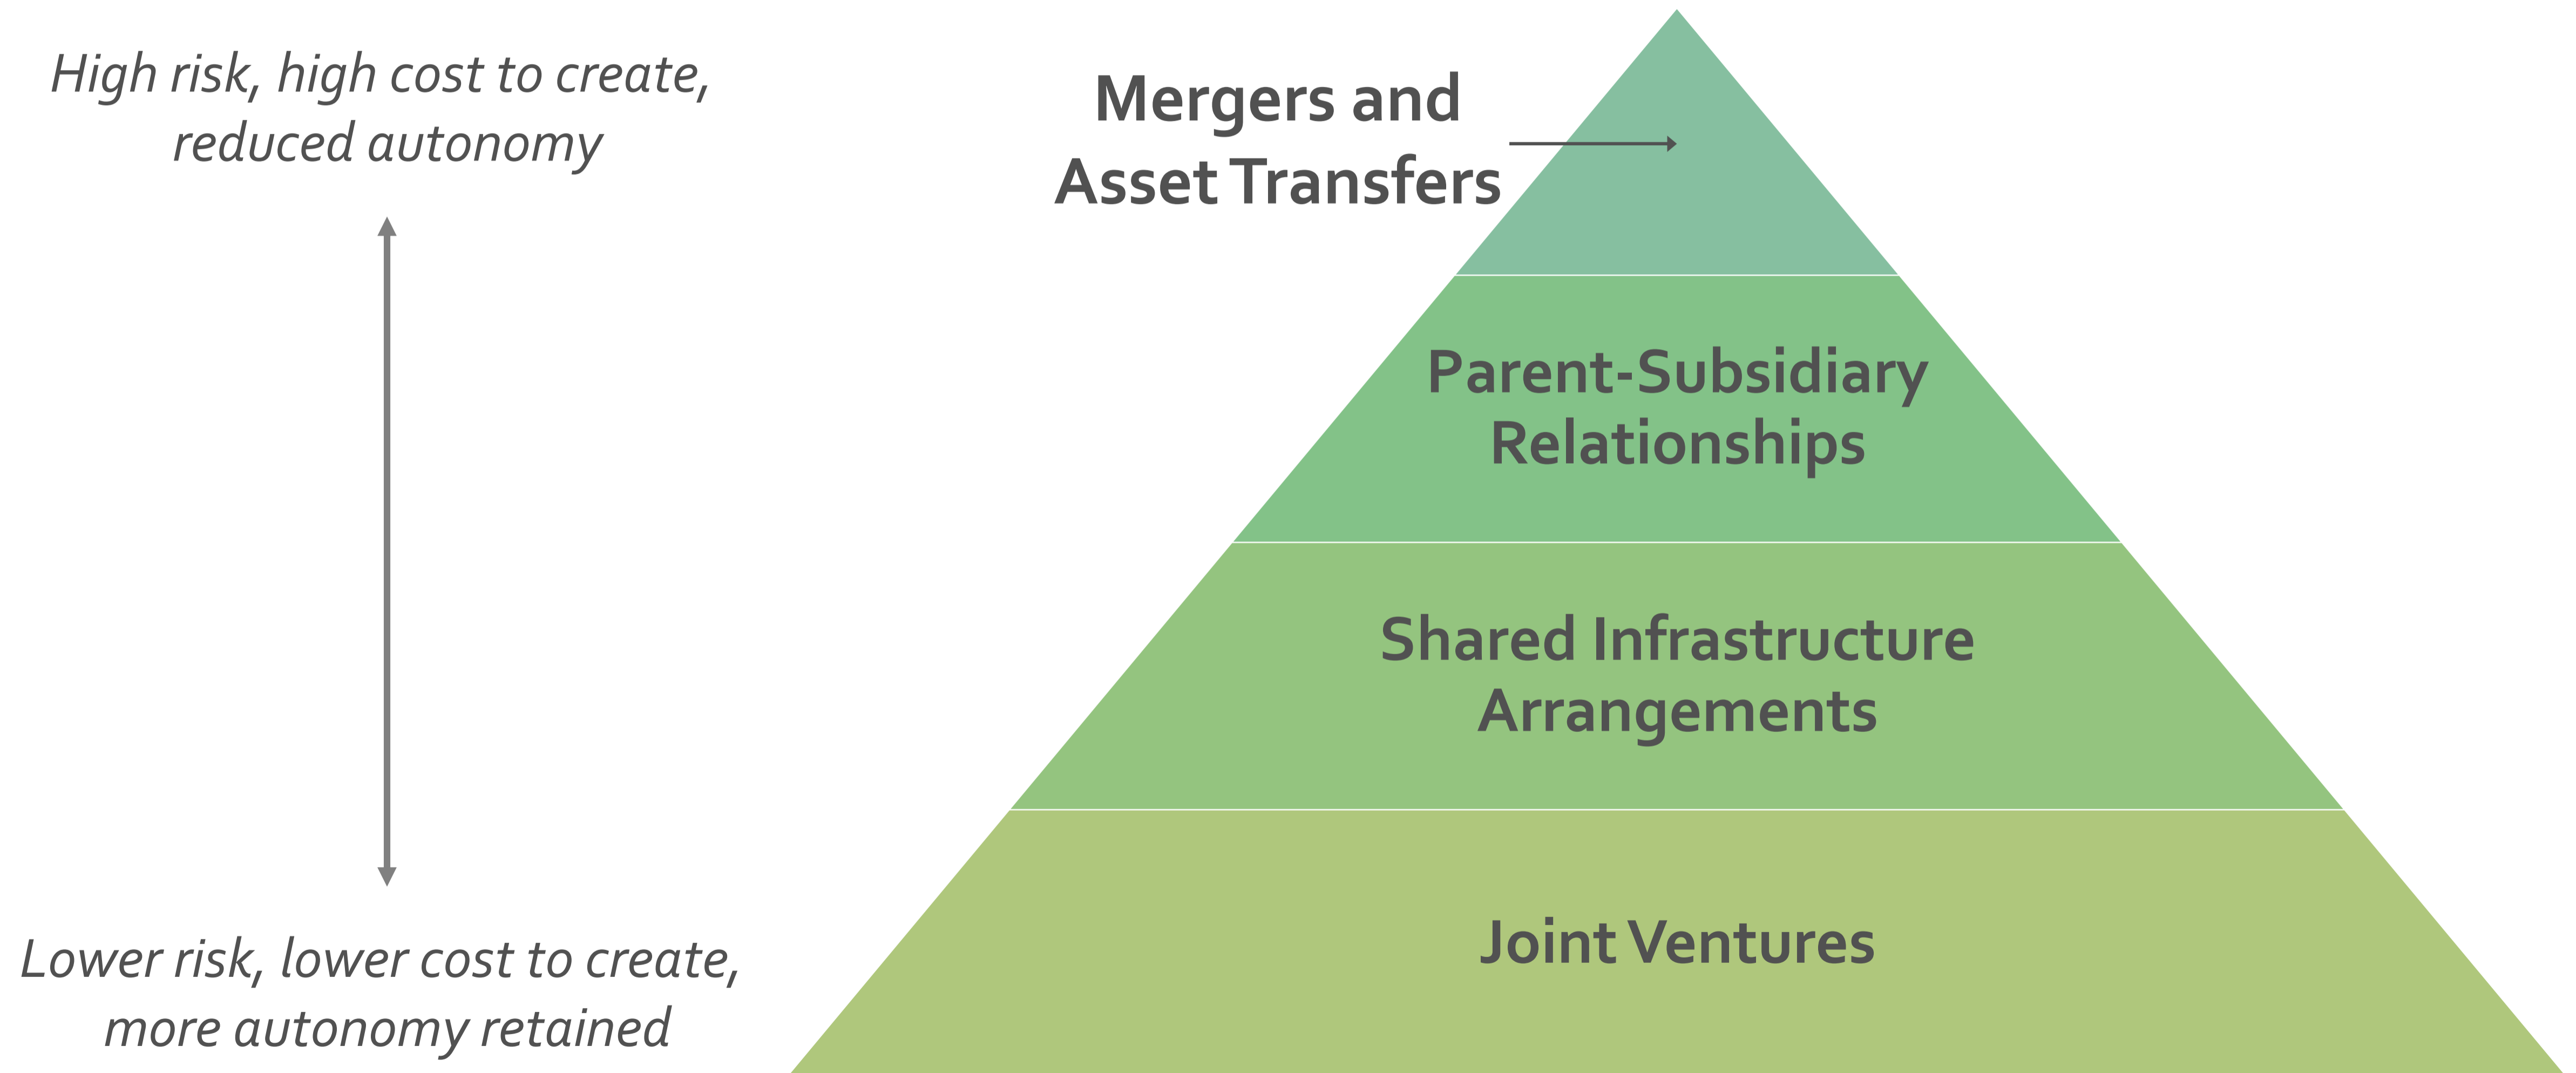 High risk, high cost to create,
reduced autonomy
Mergers and
Asset Transfers
Parent-Subsidiary
Relationships
Shared Infrastructure
Arrangements
Joint Ventures
Lower risk, lower cost to create,
more autonomy retained